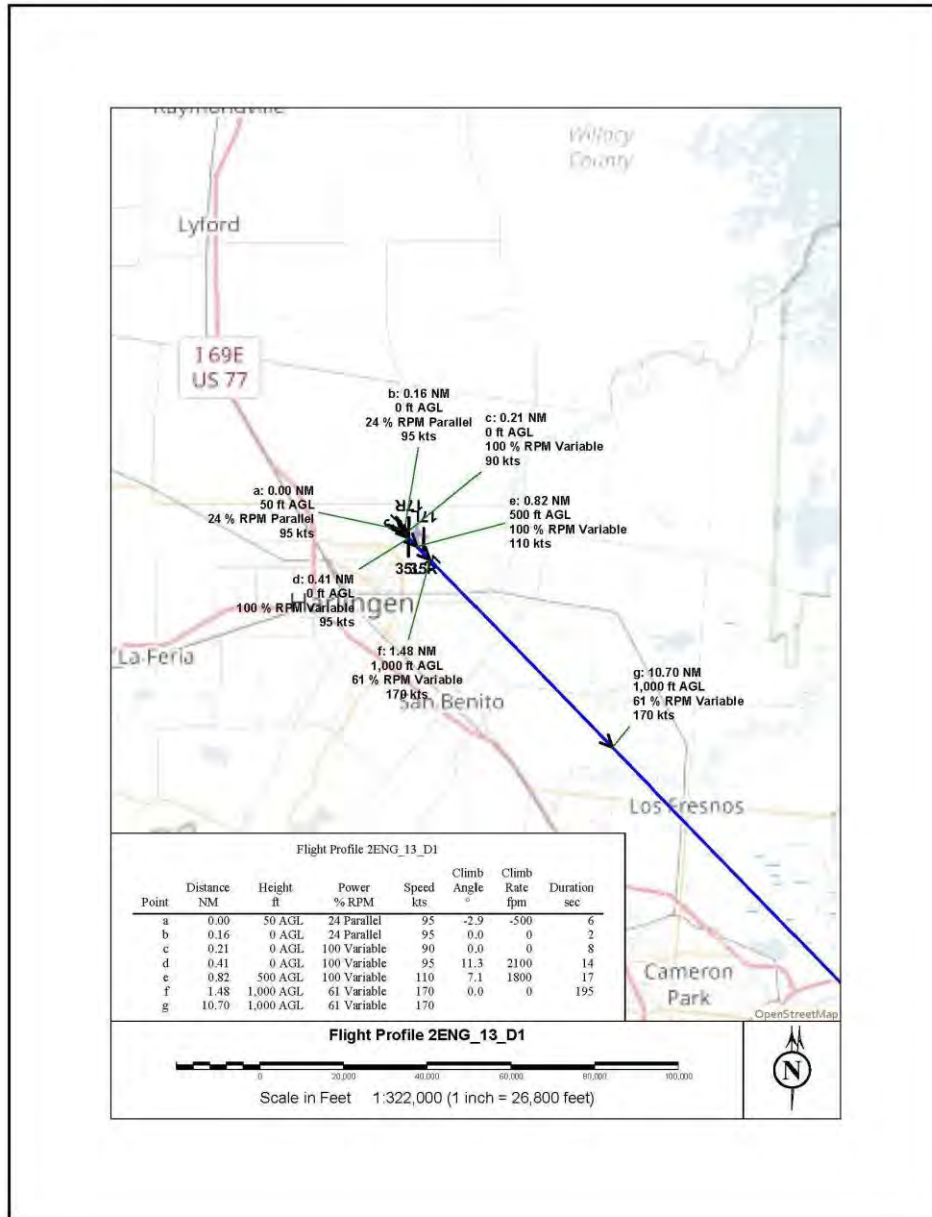 Raymondville
Willacy
County
Lyford
I 69E
US 77
b: 0.16 NM
0 ft AGL
24 % RPM Parallel
95 kts
c: 0.21 NM
0 ft AGL
100 % RPM Variable
90 kts
a: 0.00 NM
50 ft AGL
24 % RPM Parallel
95 kts
e: 0.82 NM
500 ft AGL
100 % RPM Variable
110 kts
17R
17L
35L
35R
d: 0.41 NM
0 ft AGL
100 % RPM Variable
95 kts
Harlingen
La Feria
f: 1.48 NM
1,000 ft AGL
61 % RPM Variable
170 kts
San Benito
g: 10.70 NM
1,000 ft AGL
61 % RPM Variable
170 kts
Los Fresnos
Flight Profile 2ENG_13_D1
Climb Climb
Distance Height Power Speed Angle Rate Duration
Point NM ft % RPM kts ° fpm sec
a 0.00 50 AGL 24 Parallel 95 -2.9 -500 6
b 0.16 0 AGL 24 Parallel 95 0.0 0 2
c 0.21 0 AGL 100 Variable 90 0.0 0 8
d 0.41 0 AGL 100 Variable 95 11.3 2100 14
e 0.82 500 AGL 100 Variable 110 7.1 1800 17
f 1.48 1,000 AGL 61 Variable 170 0.0 0 195
g 10.70 1,000 AGL 61 Variable 170
Cameron
Park
OpenStreetMap
Flight Profile 2ENG_13_D1
0 20,000 40,000 60,000 80,000 100,000
Scale in Feet 1:322,000 (1 inch = 26,800 feet)
N